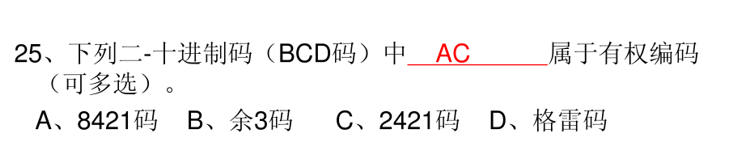 25、下列二-十进制码（BCD码）中 AC 属于有权编码
（可多选）。
A、8421码 B、余3码 C、2421码 D、格雷码